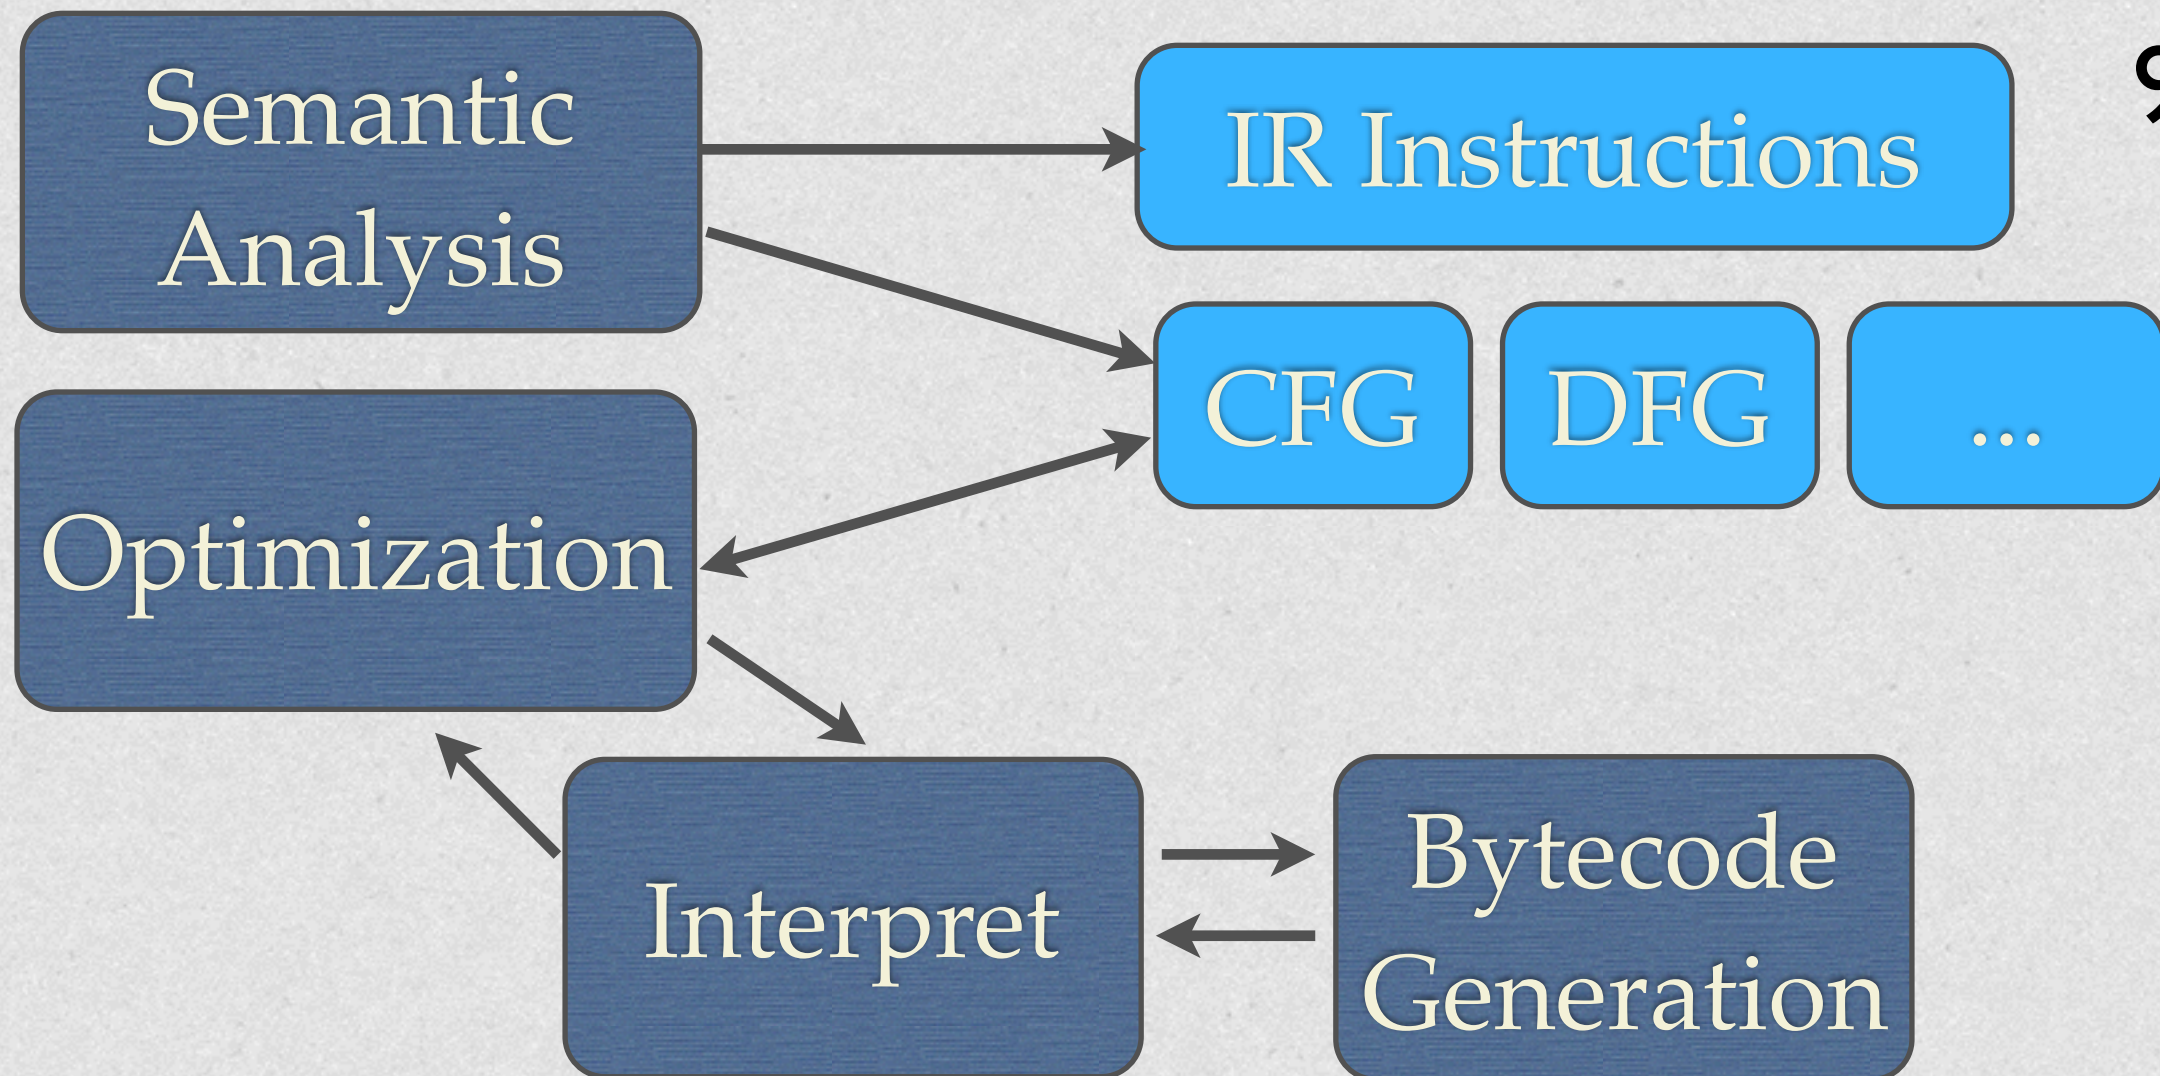 Semantic
Analysis
IR Instructions
CFG
DFG
...
Optimization
Interpret
Bytecode
Generation